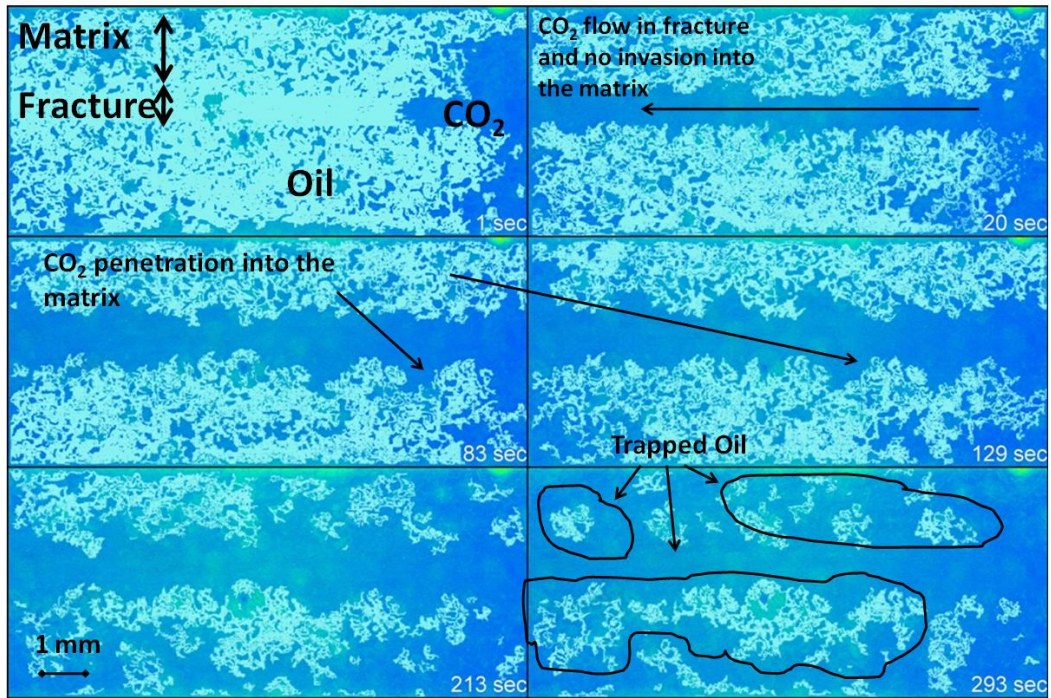 Matrix
Fracture
CO₂
Oil
1 sec
CO₂ flow in fracture
and no invasion into
the matrix
20 sec
CO₂ penetration into the
matrix
83 sec
129 sec
Trapped Oil
1 mm
213 sec
293 sec